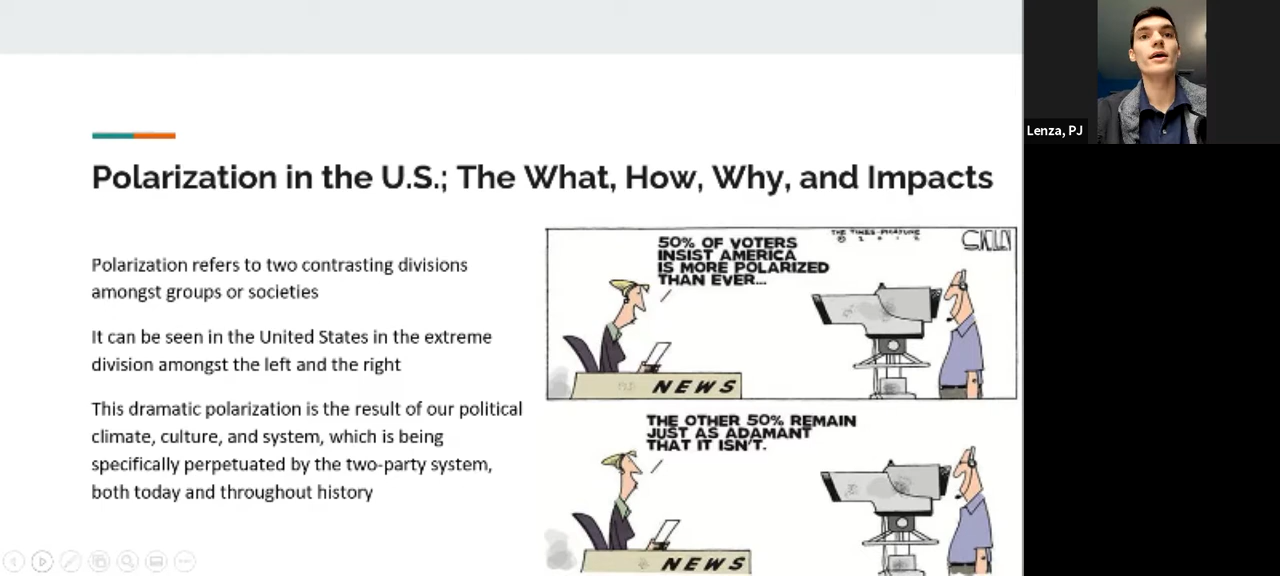 Lenza, PJ
Polarization in the U.S.; The What, How, Why, and Impacts
Polarization refers to two contrasting divisions
amongst groups or societies
It can be seen in the United States in the extreme
division amongst the left and the right
This dramatic polarization is the result of our political
climate, culture, and system, which is being
specifically perpetuated by the two-party system,
both today and throughout history
THE TIMES-PICAYUNE
© 2012
50% OF VOTERS
INSIST AMERICA
IS MORE POLARIZED
THAN EVER...
NEWS
THE OTHER 50% REMAIN
JUST AS ADAMANT
THAT IT ISN'T.
NEWS